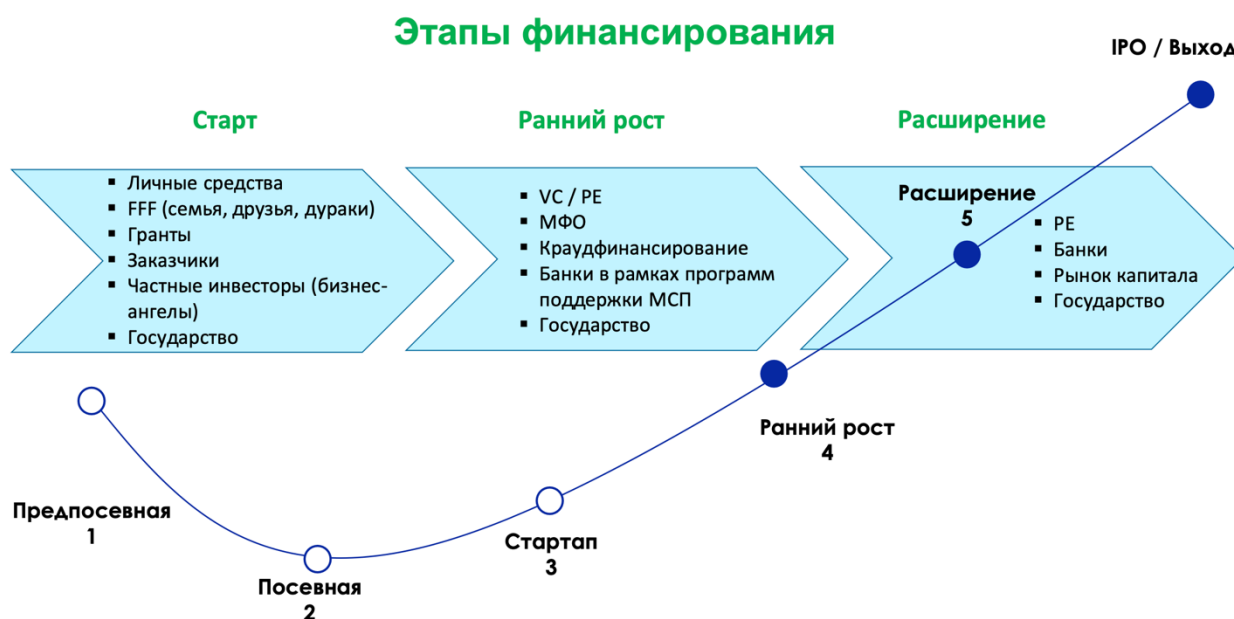 Этапы финансирования
IPO / Выход
Старт
Ранний рост
Расширение
▪ Личные средства
▪ FFF (семья, друзья, дураки)
▪ Гранты
▪ Заказчики
▪ Частные инвесторы (бизнес-
ангелы)
▪ Государство
▪ VC / PE
▪ МФО
▪ Краудфинансирование
▪ Банки в рамках программ
поддержки МСП
▪ Государство
Расширение
5
▪ PE
▪ Банки
▪ Рынок капитала
▪ Государство
Предпосевная
1
Посевная
2
Стартап
3
Ранний рост
4